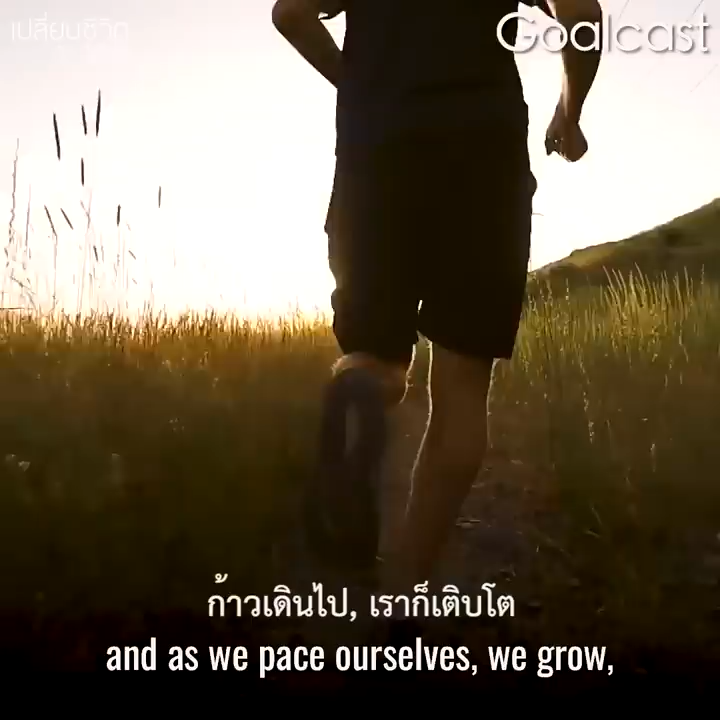 เปลี่ยนชีวิต
Goalcast
ก้าวเดินไป, เราก็เติบโต
and as we pace ourselves, we grow,